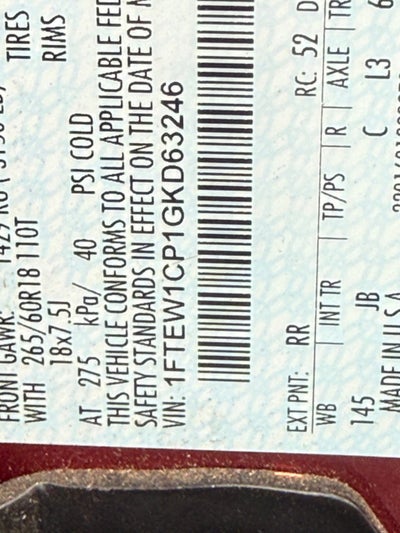 FRONT GAWR:
WITH 265/60R18 110T TIRES
18x7.5J RIMS
AT 275 kPa/ 40 PSI COLD
THIS VEHICLE CONFORMS TO ALL APPLICABLE FED
SAFETY STANDARDS IN EFFECT ON THE DATE OF M
VIN: 1FTEW1CP1GKD63246
EXT PNT: RR RC: 52 D
WB INT TR TP/PS R AXLE TR
145 JB C L3 6
MADE IN U.S.A.